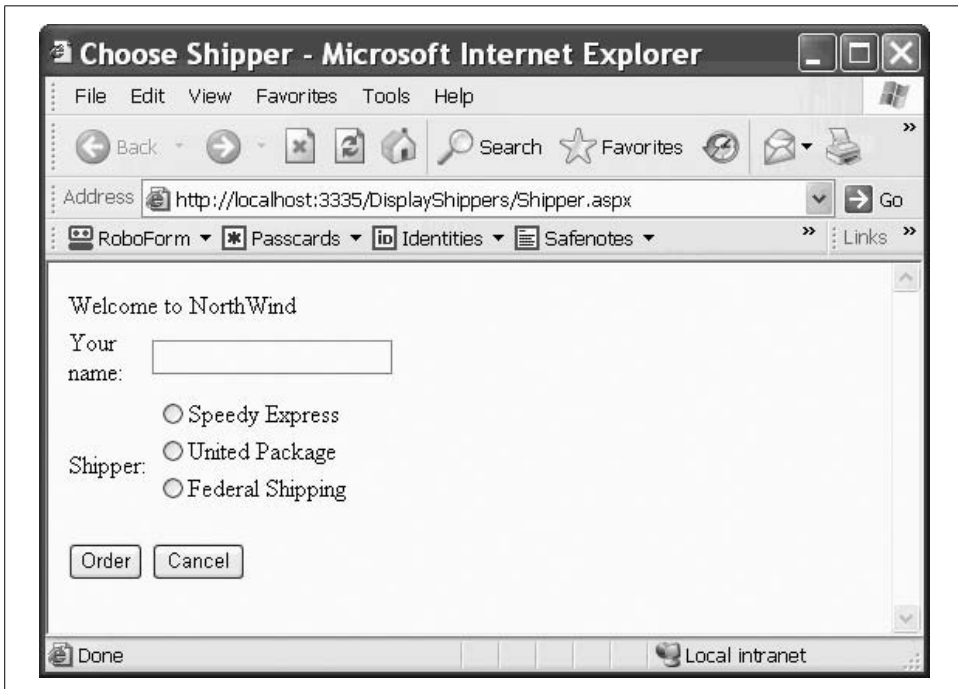 Choose Shipper - Microsoft Internet Explorer
File Edit View Favorites Tools Help
Back Search Favorites »
Address http://localhost:3335/DisplayShippers/Shipper.aspx Go
RoboForm Passcards Identities Safenotes » Links »
Welcome to NorthWind
Your
name:
Speedy Express
United Package
Shipper:
Federal Shipping
Order Cancel
Done Local intranet